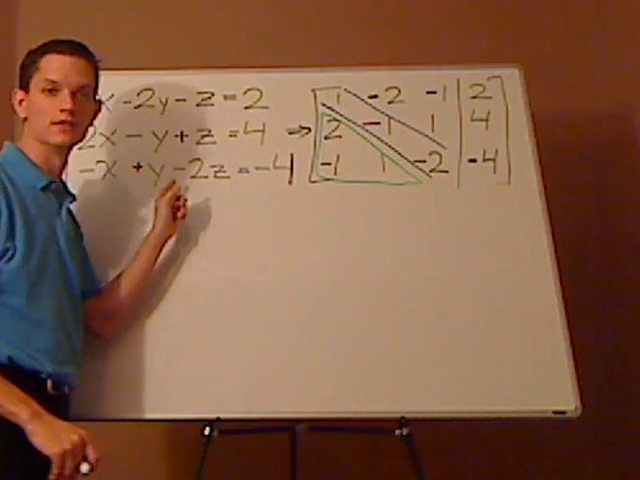 x - 2y - z = 2
2x - y + z = 4
-x + y - 2z = -4
⇒
1 -2 -1 | 2
2 -1 1 | 4
-1 1 -2 | -4